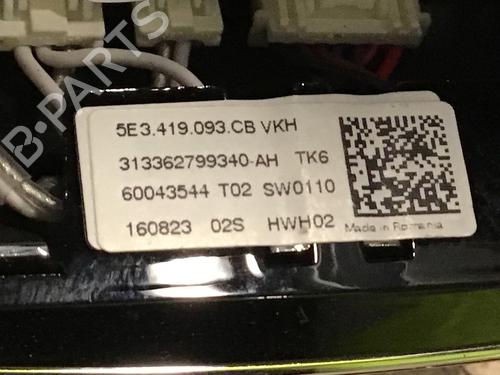 B-PARTS
5E3.419.093.CB VKH
313362799340-AH TK6
60043544 T02 SW0110
160823 02S HWH02
Made in Romania